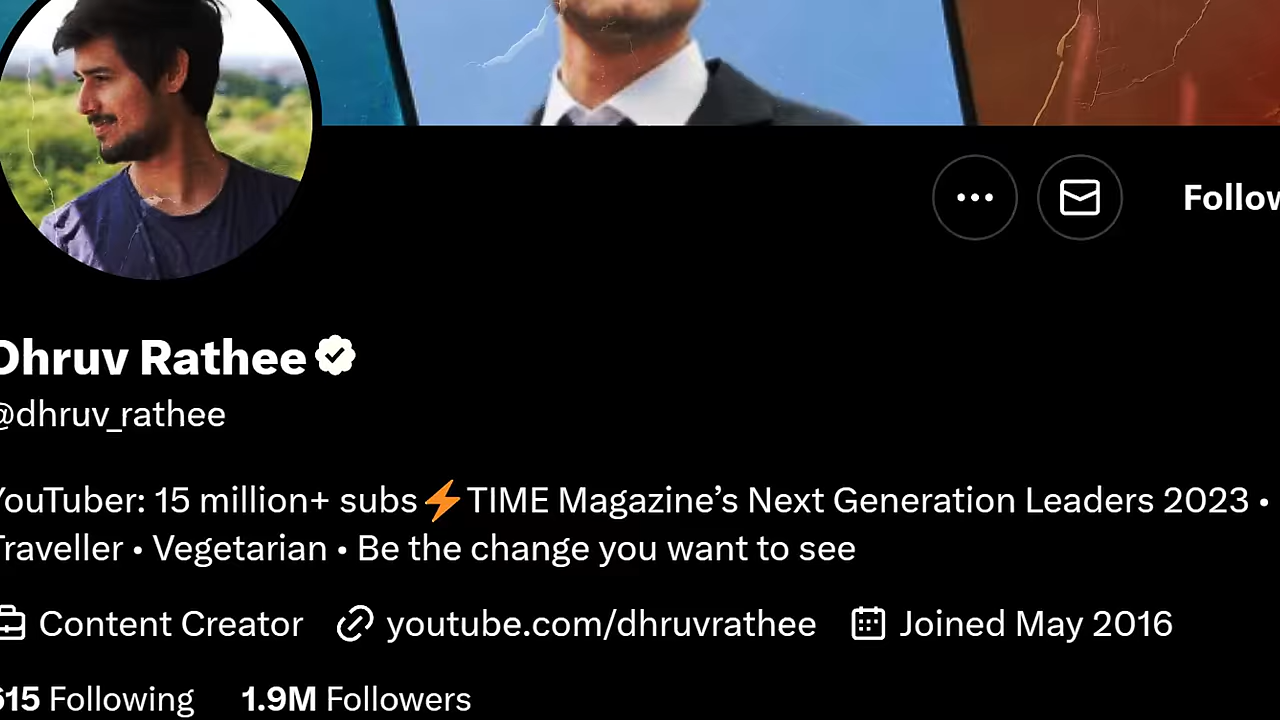 Follow
Dhruv Rathee
@dhruv_rathee
YouTuber: 15 million+ subs⚡TIME Magazine’s Next Generation Leaders 2023 •
Traveller • Vegetarian • Be the change you want to see
Content Creator youtube.com/dhruvrathee Joined May 2016
615 Following 1.9M Followers